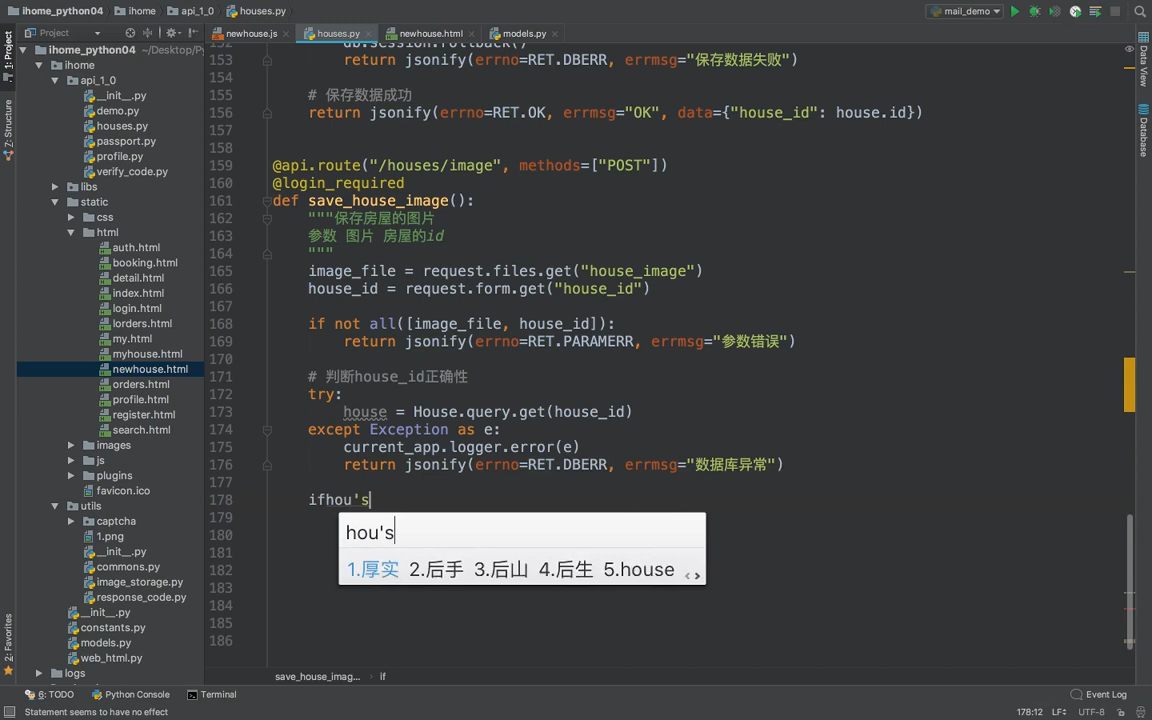 ihome_python04
ihome
api_1_0
houses.py
mail_demo
Project
newhouse.js
houses.py
newhouse.html
models.py
1: Project
Z: Structure
2: Favorites
Data View
Database
ihome_python04 ~/Desktop/Py
ihome
api_1_0
__init__.py
demo.py
houses.py
passport.py
profile.py
verify_code.py
libs
static
css
html
auth.html
booking.html
detail.html
index.html
login.html
lorders.html
my.html
myhouse.html
newhouse.html
orders.html
profile.html
register.html
search.html
images
js
plugins
favicon.ico
utils
captcha
1.png
__init__.py
commons.py
image_storage.py
response_code.py
__init__.py
constants.py
models.py
web_html.py
logs
152 db.session.rollback()
153 return jsonify(errno=RET.DBERR, errmsg="保存数据失败")
154
155 # 保存数据成功
156 return jsonify(errno=RET.OK, errmsg="OK", data={"house_id": house.id})
157
158
159 @api.route("/houses/image", methods=["POST"])
160 @login_required
161 def save_house_image():
162 """保存房屋的图片
163 参数 图片 房屋的id
164 """
165 image_file = request.files.get("house_image")
166 house_id = request.form.get("house_id")
167
168 if not all([image_file, house_id]):
169 return jsonify(errno=RET.PARAMERR, errmsg="参数错误")
170
171 # 判断house_id正确性
172 try:
173 house = House.query.get(house_id)
174 except Exception as e:
175 current_app.logger.error(e)
176 return jsonify(errno=RET.DBERR, errmsg="数据库异常")
177
178 ifhou's
179
180
181
182
183
184
185
186
hou's
1.厚实 2.后手 3.后山 4.后生 5.house
save_house_imag... if
6: TODO Python Console Terminal Event Log
Statement seems to have no effect 178:12 LF UTF-8